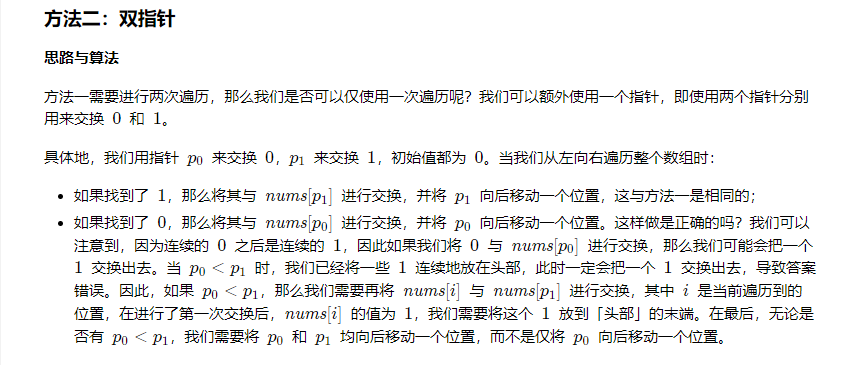 方法二：双指针
思路与算法
方法一需要进行两次遍历，那么我们是否可以仅使用一次遍历呢？我们可以额外使用一个指针，即使用两个指针分别
用来交换 0 和 1。
具体地，我们用指针 p₀ 来交换 0，p₁ 来交换 1，初始值都为 0。当我们从左向右遍历整个数组时：
• 如果找到了 1，那么将其与 nums[p₁] 进行交换，并将 p₁ 向后移动一个位置，这与方法一是相同的；
• 如果找到了 0，那么将其与 nums[p₀] 进行交换，并将 p₀ 向后移动一个位置。这样做是正确的吗？我们可以
注意到，因为连续的 0 之后是连续的 1，因此如果我们将 0 与 nums[p₀] 进行交换，那么我们可能会把一个
1 交换出去。当 p₀ < p₁ 时，我们已经将一些 1 连续地放在头部，此时一定会把一个 1 交换出去，导致答案
错误。因此，如果 p₀ < p₁，那么我们需要再将 nums[i] 与 nums[p₁] 进行交换，其中 i 是当前遍历到的
位置，在进行了第一次交换后，nums[i] 的值为 1，我们需要将这个 1 放到「头部」的末端。在最后，无论是
否有 p₀ < p₁，我们需要将 p₀ 和 p₁ 均向后移动一个位置，而不是仅将 p₀ 向后移动一个位置。